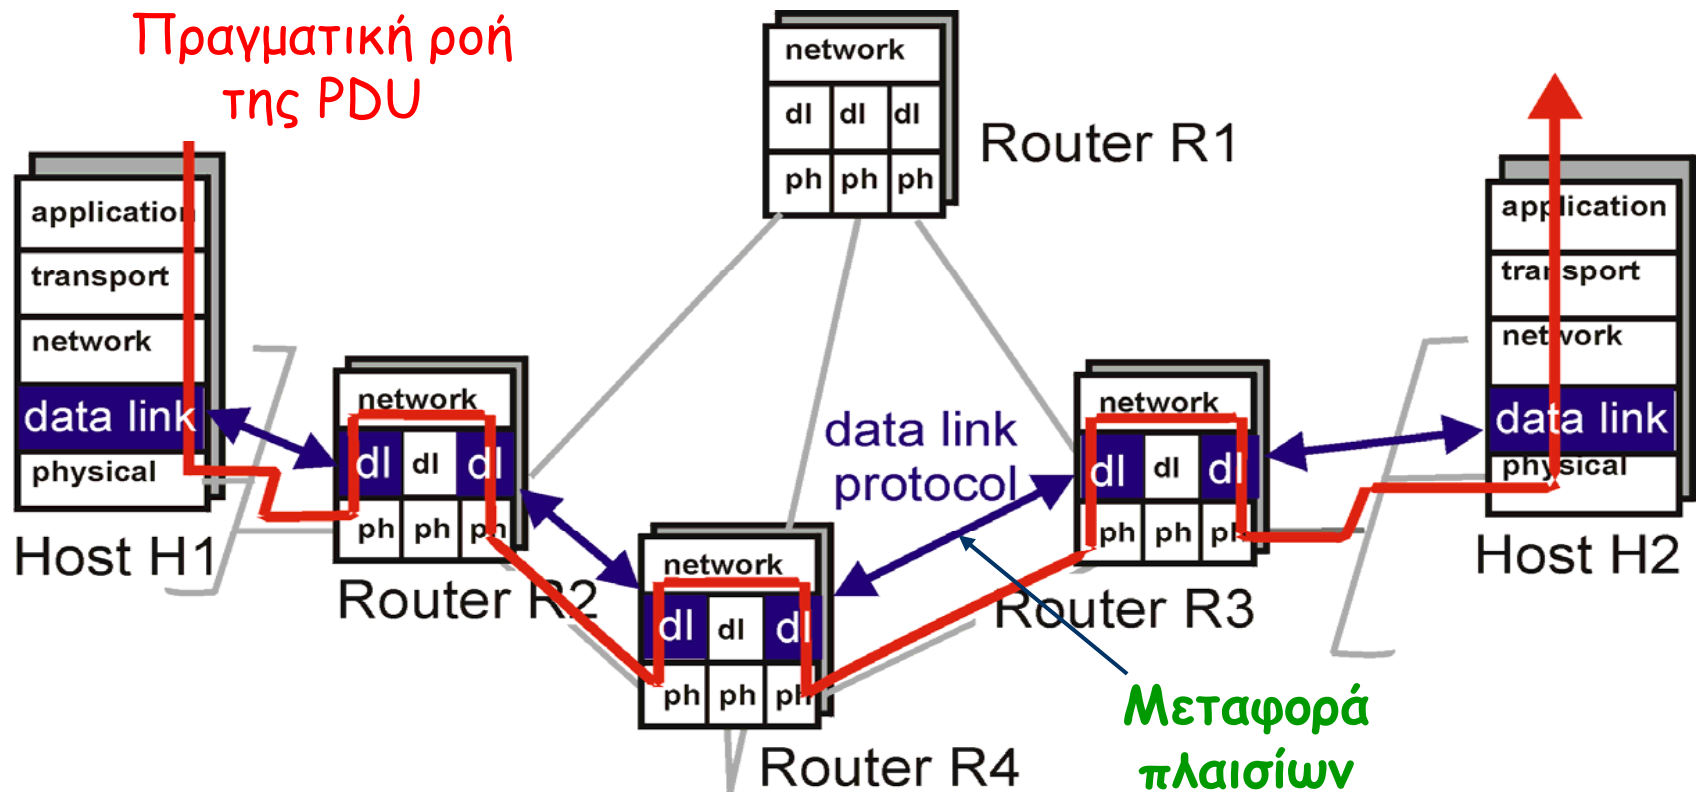 Πραγματική ροή
της PDU
network
dl dl dl
ph ph ph
Router R1
application
transport
network
data link
physical
Host H1
network
dl dl dl
ph ph ph
Router R2
network
dl dl dl
ph ph ph
Router R4
data link
protocol
network
dl dl dl
ph ph ph
Router R3
application
transport
network
data link
physical
Host H2
Μεταφορά
πλαισίων